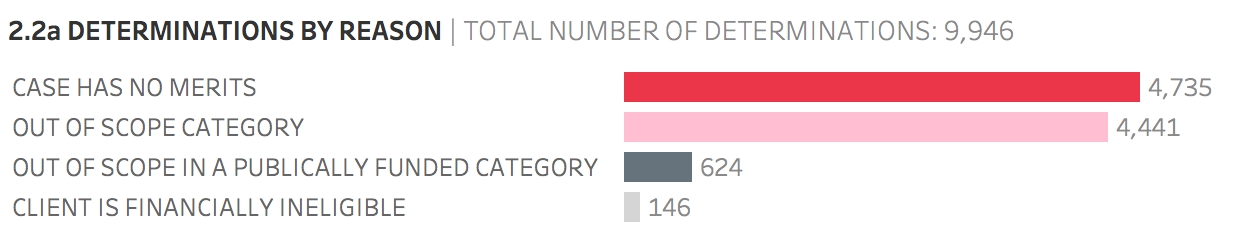 2.2a DETERMINATIONS BY REASON | TOTAL NUMBER OF DETERMINATIONS: 9,946
CASE HAS NO MERITS 4,735
OUT OF SCOPE CATEGORY 4,441
OUT OF SCOPE IN A PUBLICALLY FUNDED CATEGORY 624
CLIENT IS FINANCIALLY INELIGIBLE 146